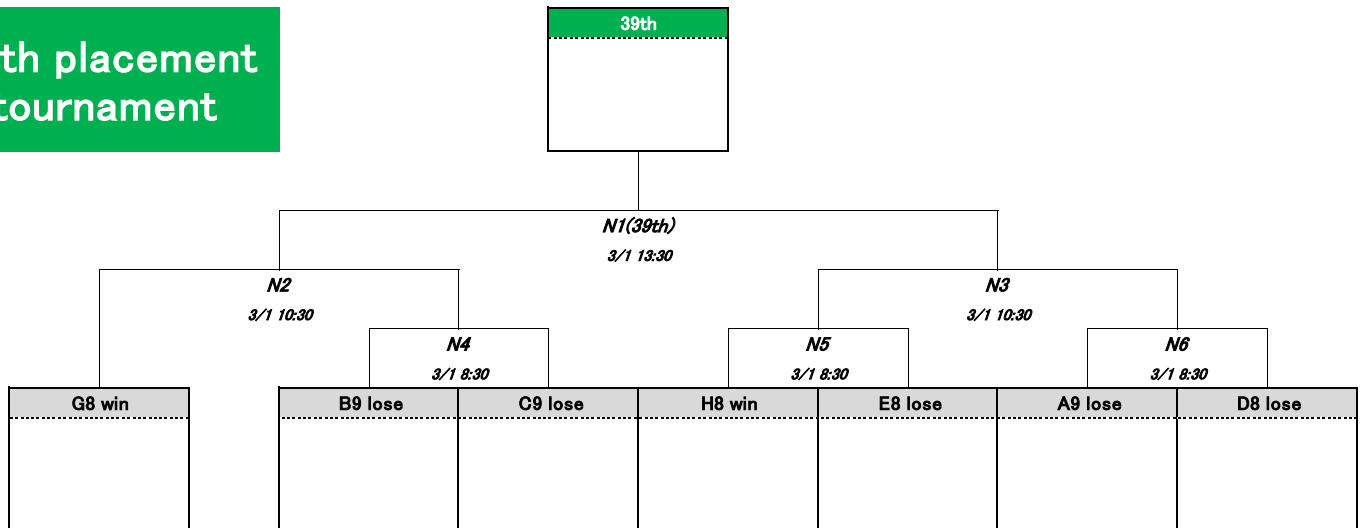 39th
th placement
tournament
N1(39th)
3/1 13:30
N2
N3
3/1 10:30
3/1 10:30
N4
N5
N6
3/1 8:30
3/1 8:30
3/1 8:30
G8 win
B9 lose
C9 lose
H8 win
E8 lose
A9 lose
D8 lose